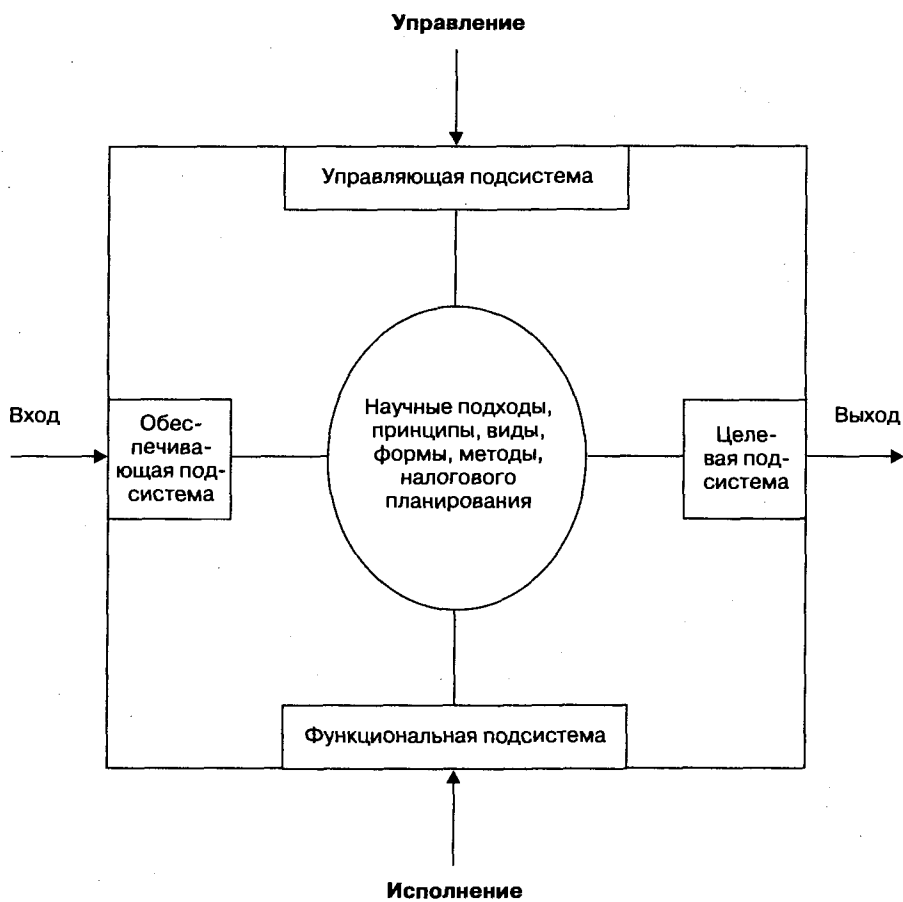 Управление
Управляющая подсистема
Вход
Обес-
печива-
ющая под-
система
Научные подходы,
принципы, виды,
формы, методы,
налогового
планирования
Целе-
вая под-
система
Выход
Функциональная подсистема
Исполнение